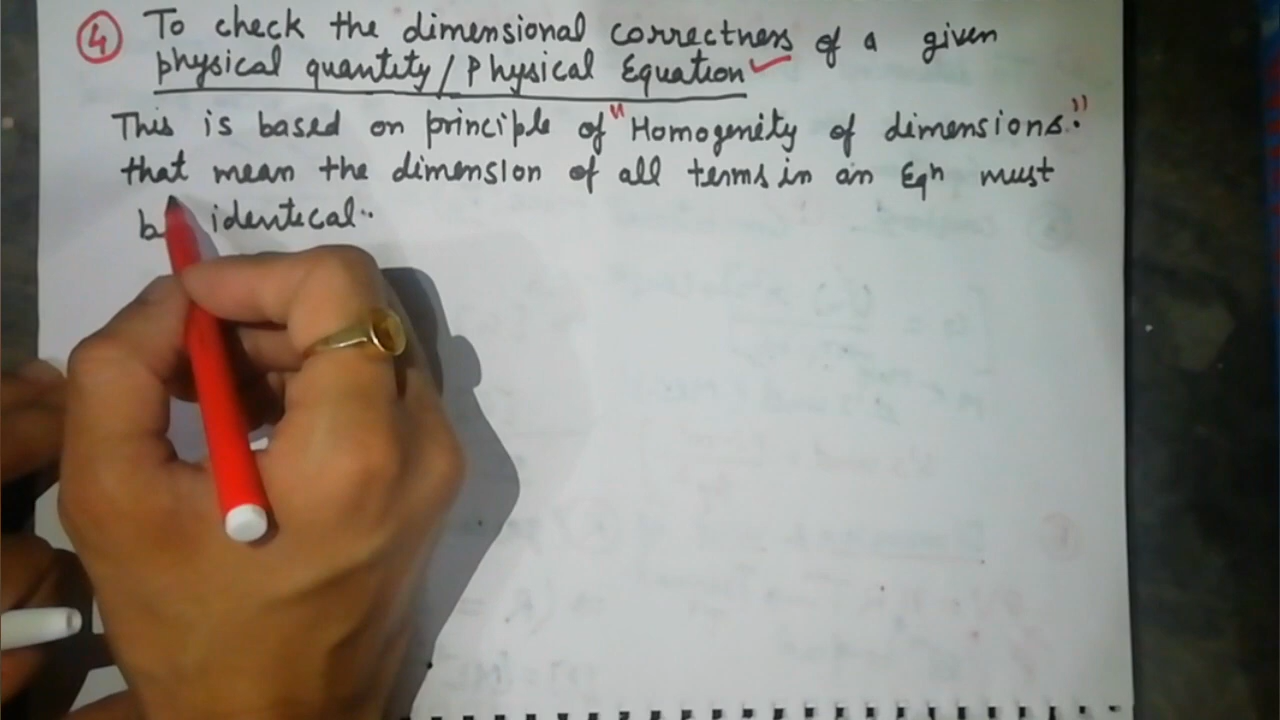 ④ To check the dimensional correctness of a given
physical quantity / Physical Equation
This is based on principle of "Homogenity of dimensions."
that mean the dimension of all terms in an Eqn must
identical..